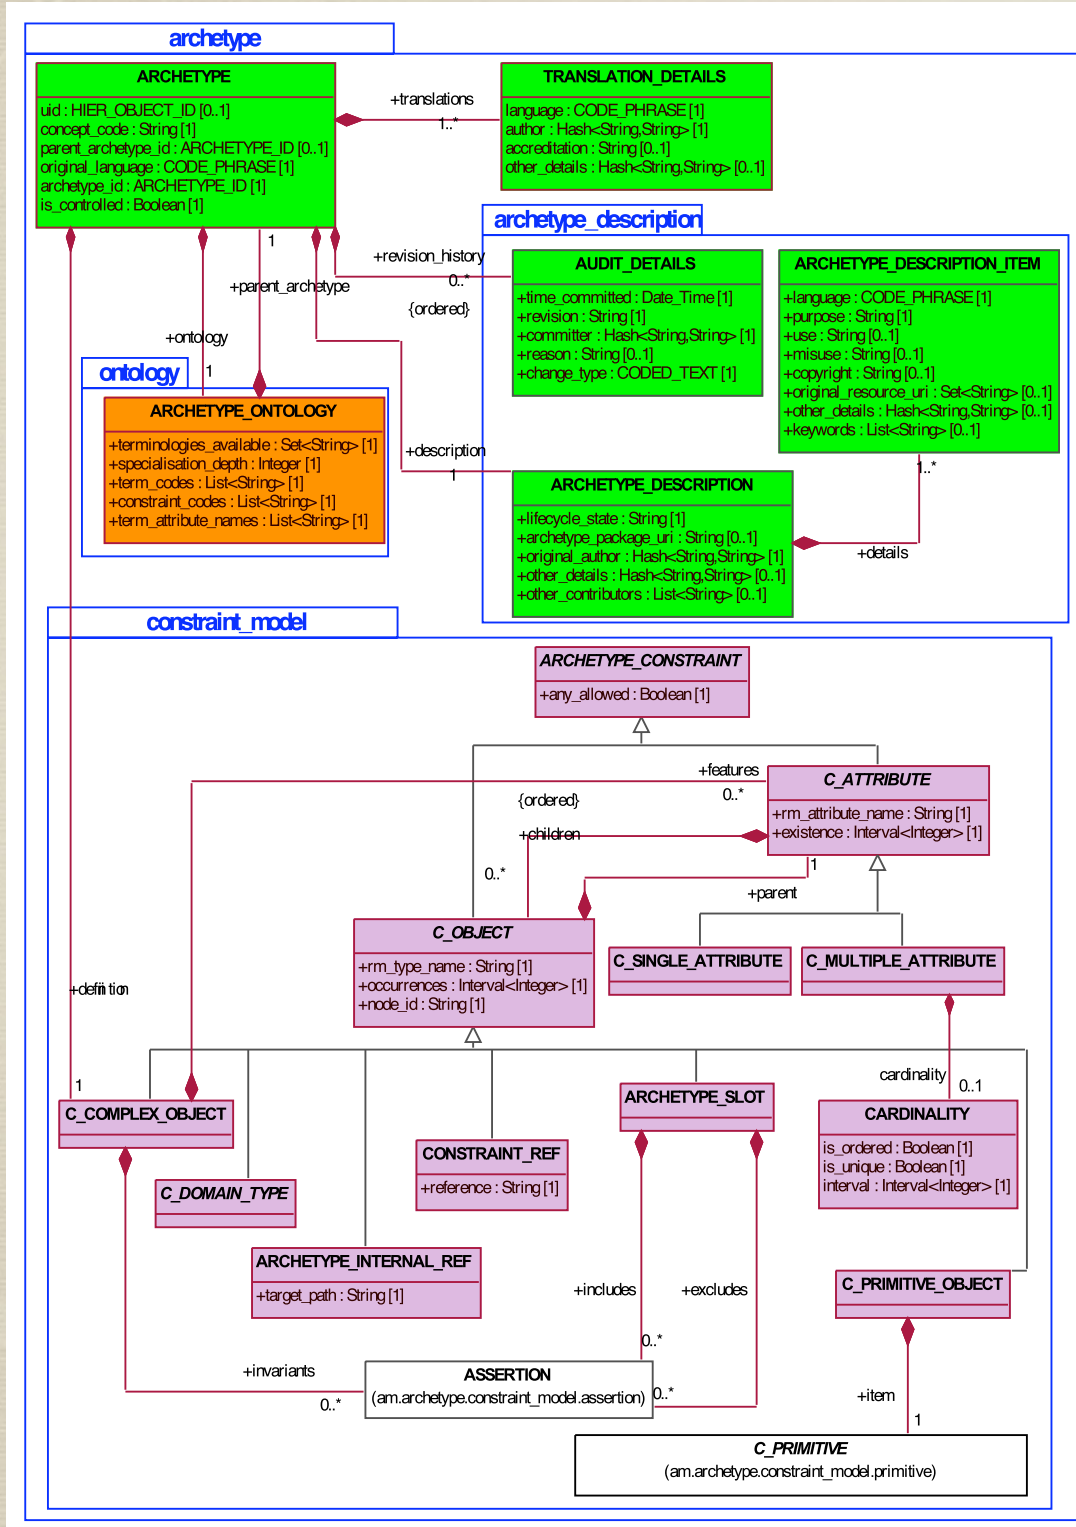 archetype
ARCHETYPE
uid : HIER_OBJECT_ID [0..1]
concept_code : String [1]
parent_archetype_id : ARCHETYPE_ID [0..1]
original_language : CODE_PHRASE [1]
archetype_id : ARCHETYPE_ID [1]
is_controlled : Boolean [1]
+translations
1..*
TRANSLATION_DETAILS
language : CODE_PHRASE [1]
author : Hash<String,String> [1]
accreditation : String [0..1]
other_details : Hash<String,String> [0..1]
archetype_description
1
+revision_history
0..*
{ordered}
+parent_archetype
+ontology
1
AUDIT_DETAILS
+time_committed : Date_Time [1]
+revision : String [1]
+committer : Hash<String,String> [1]
+reason : String [0..1]
+change_type : CODED_TEXT [1]
ARCHETYPE_DESCRIPTION_ITEM
+language : CODE_PHRASE [1]
+purpose : String [1]
+use : String [0..1]
+misuse : String [0..1]
+copyright : String [0..1]
+original_resource_uri : Set<String> [0..1]
+other_details : Hash<String,String> [0..1]
+keywords : List<String> [0..1]
1..*
ontology
ARCHETYPE_ONTOLOGY
+terminologies_available : Set<String> [1]
+specialisation_depth : Integer [1]
+term_codes : List<String> [1]
+constraint_codes : List<String> [1]
+term_attribute_names : List<String> [1]
+description
1
ARCHETYPE_DESCRIPTION
+lifecycle_state : String [1]
+archetype_package_uri : String [0..1]
+original_author : Hash<String,String> [1]
+other_details : Hash<String,String> [0..1]
+other_contributors : List<String> [0..1]
+details
constraint_model
ARCHETYPE_CONSTRAINT
+any_allowed : Boolean [1]
+features
0..*
{ordered}
+children
0..*
C_ATTRIBUTE
+rm_attribute_name : String [1]
+existence : Interval<Integer> [1]
1
+parent
C_OBJECT
+rm_type_name : String [1]
+occurrences : Interval<Integer> [1]
+node_id : String [1]
C_SINGLE_ATTRIBUTE
C_MULTIPLE_ATTRIBUTE
+definition
1
cardinality
0..1
C_COMPLEX_OBJECT
ARCHETYPE_SLOT
CARDINALITY
is_ordered : Boolean [1]
is_unique : Boolean [1]
interval : Interval<Integer> [1]
CONSTRAINT_REF
+reference : String [1]
C_DOMAIN_TYPE
ARCHETYPE_INTERNAL_REF
+target_path : String [1]
+includes
0..*
+excludes
0..*
C_PRIMITIVE_OBJECT
+invariants
0..*
ASSERTION
(am.archetype.constraint_model.assertion)
+item
1
C_PRIMITIVE
(am.archetype.constraint_model.primitive)